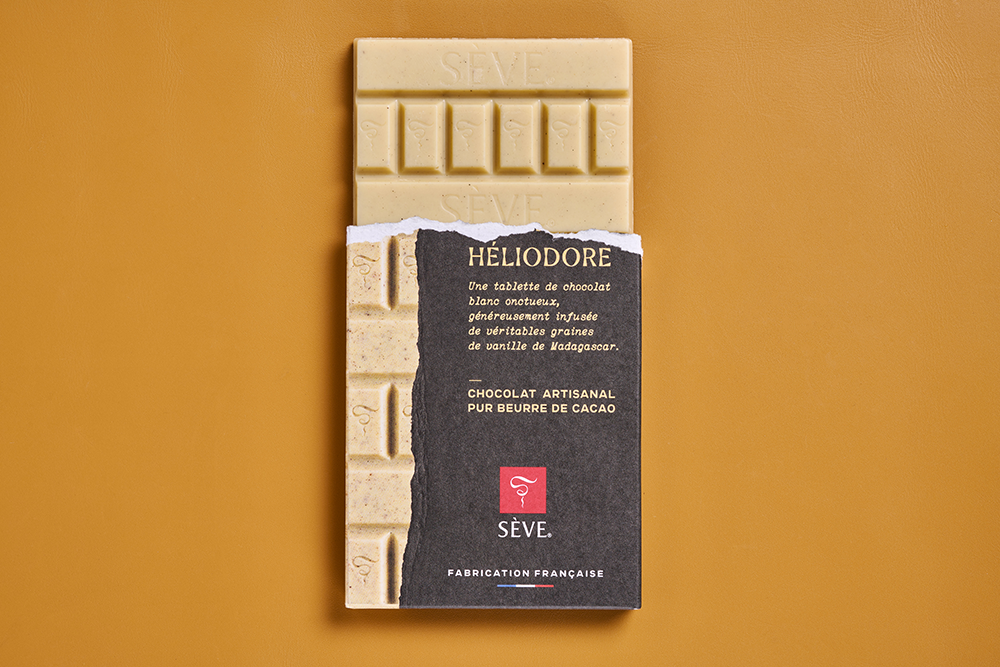 SÈVE
SÈVE
HÉLIODORE
Une tablette de chocolat
blanc onctueux,
généreusement infusée
de véritables graines
de vanille de Madagascar.
CHOCOLAT ARTISANAL
PUR BEURRE DE CACAO
SÈVE®
FABRICATION FRANÇAISE